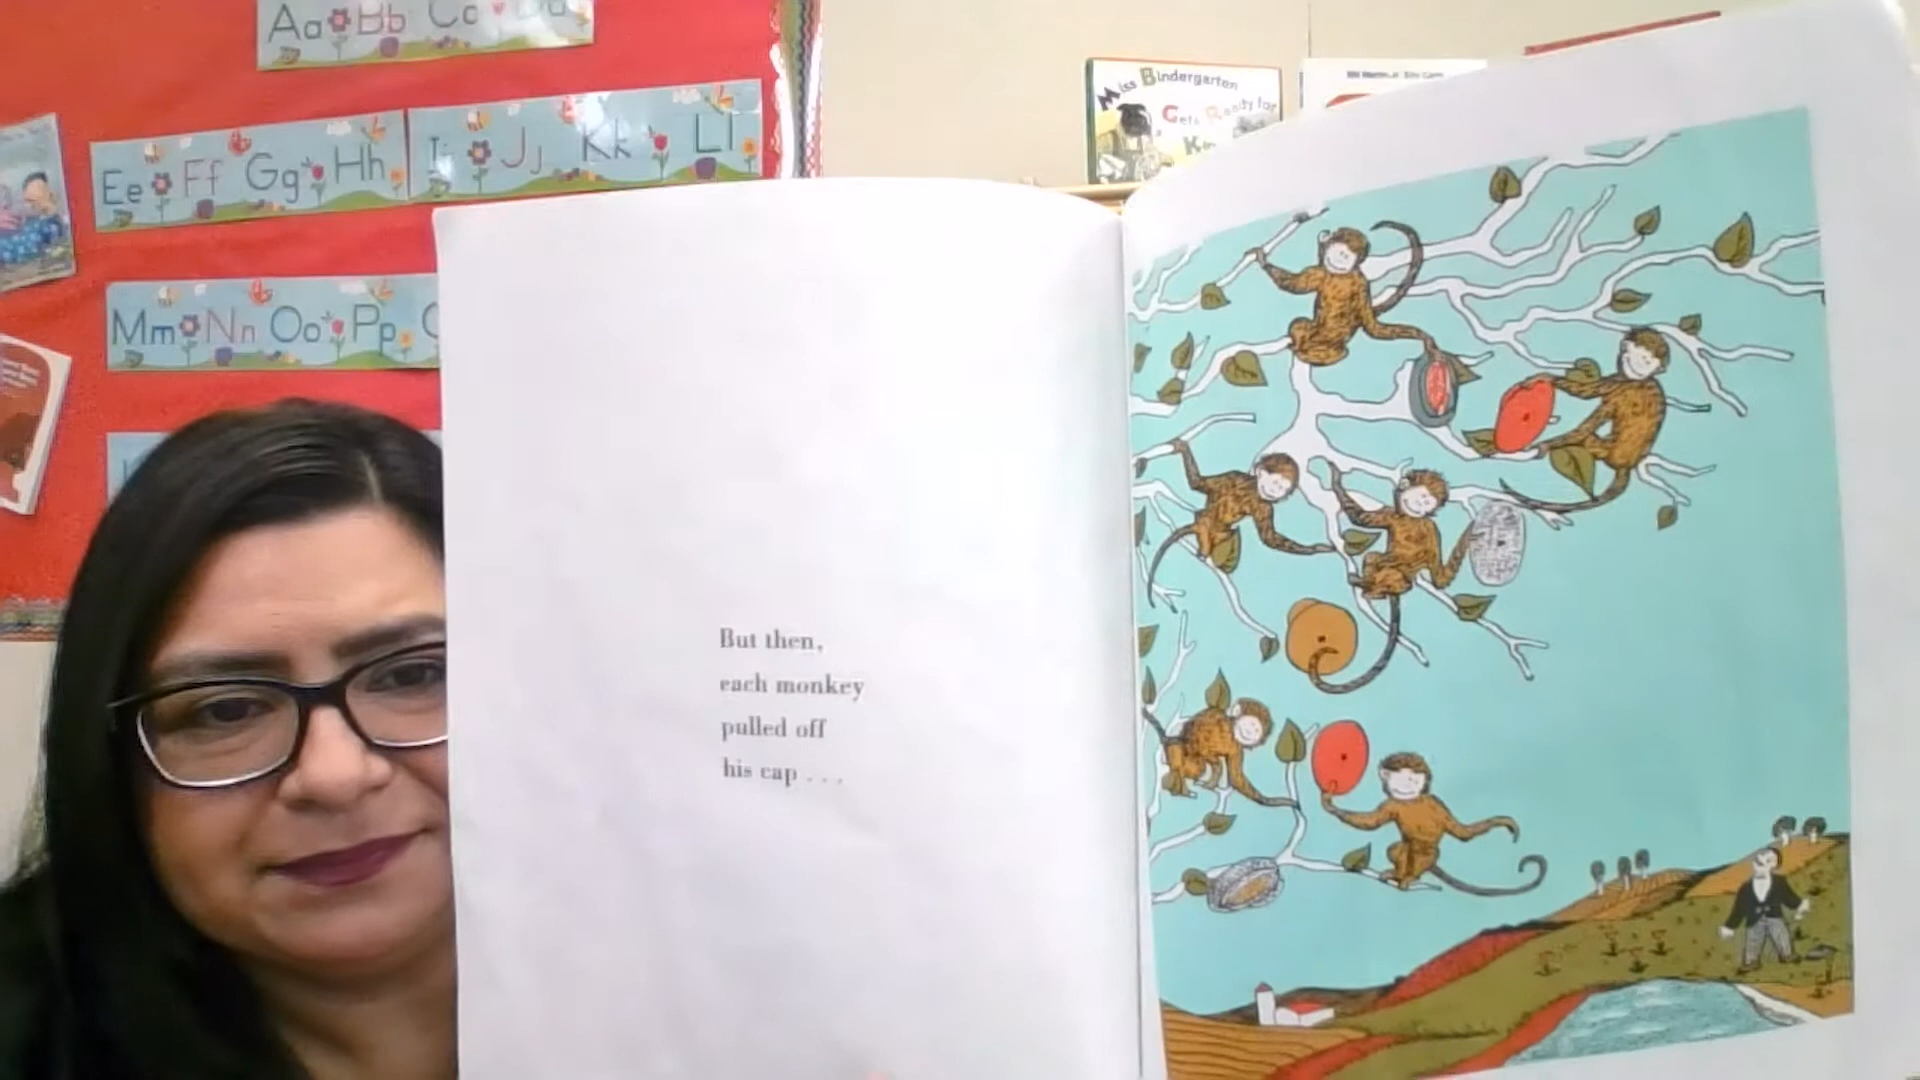 Aa Bb Cc
Ee Ff Gg Hh
Ii Jj Kk Ll
Mm Nn Oo Pp
Miss Bindergarten
Gets Ready for
But then,
each monkey
pulled off
his cap . . .